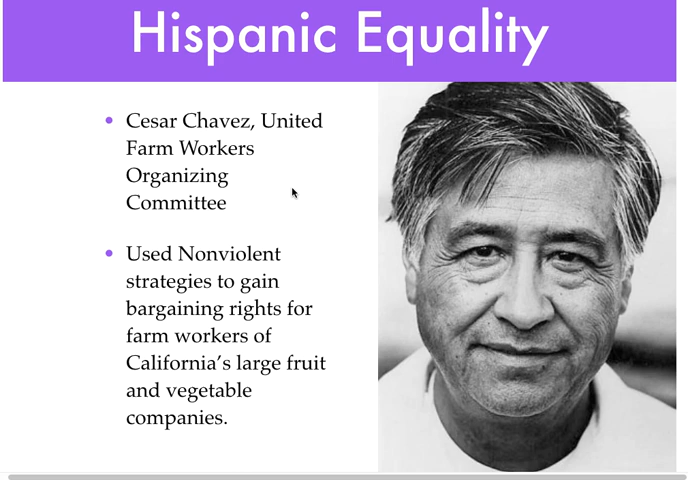 Hispanic Equality
• Cesar Chavez, United
Farm Workers
Organizing
Committee
• Used Nonviolent
strategies to gain
bargaining rights for
farm workers of
California's large fruit
and vegetable
companies.